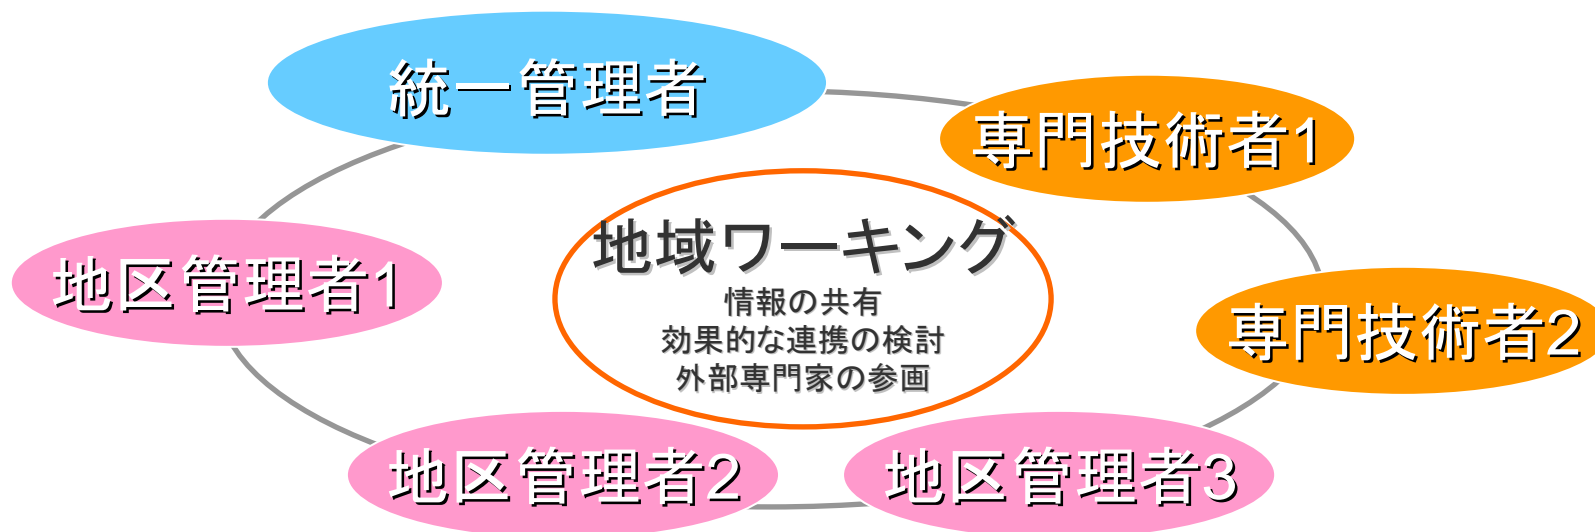 統一管理者
専門技術者1
地域ワーキング
地区管理者1
情報の共有
専門技術者2
効果的な連携の検討
外部専門家の参画
地区管理者2
地区管理者3